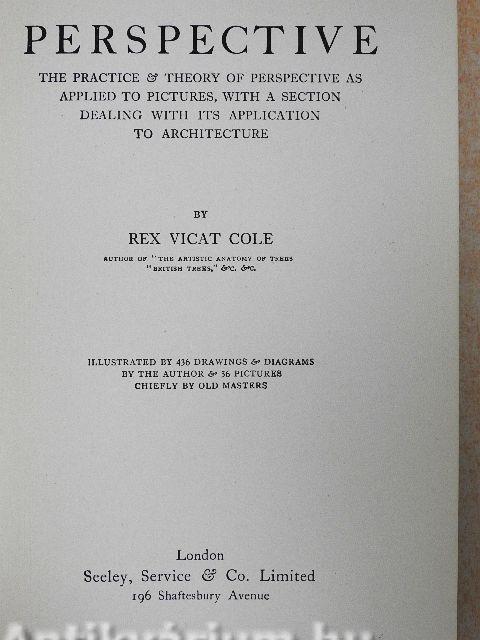 PERSPECTIVE
THE PRACTICE & THEORY OF PERSPECTIVE AS
APPLIED TO PICTURES, WITH A SECTION
DEALING WITH ITS APPLICATION
TO ARCHITECTURE
BY
REX VICAT COLE
AUTHOR OF "THE ARTISTIC ANATOMY OF TREES
"BRITISH TREES," &C. &C.
ILLUSTRATED BY 436 DRAWINGS & DIAGRAMS
BY THE AUTHOR & 36 PICTURES
CHIEFLY BY OLD MASTERS
London
Seeley, Service & Co. Limited
196 Shaftesbury Avenue
Antikvárium.hu